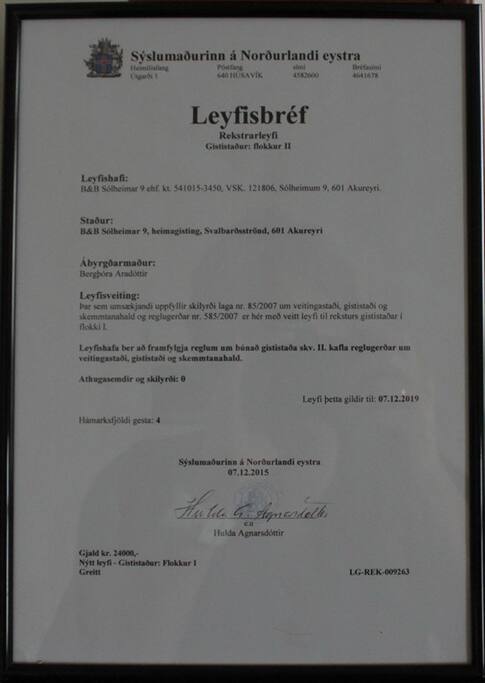 Sýslumaðurinn á Norðurlandi eystra
Heimilisfang Póstfang sími Bréfasími
Útgarði 1 640 HÚSAVÍK 4582600 4641678
Leyfisbréf
Rekstrarleyfi
Gististaður: flokkur II
Leyfishafi:
B&B Sólheimar 9 ehf. kt. 541015-3450, VSK. 121806, Sólheimum 9, 601 Akureyri.
Staður:
B&B Sólheimar 9, heimagisting, Svalbarðsströnd, 601 Akureyri
Ábyrgðarmaður:
Bergþóra Aradóttir
Leyfisveiting:
Þar sem umsækjandi uppfyllir skilyrði laga nr. 85/2007 um veitingastaði, gististaði og
skemmtanahald og reglugerðar nr. 585/2007 er hér með veitt leyfi til reksturs gististaðar í
flokki I.
Leyfishafa ber að framfylgja reglum um búnað gististaða skv. II. kafla reglugerðar um
veitingastaði, gististaði og skemmtanahald.
Athugasemdir og skilyrði: 0
Leyfi þetta gildir til: 07.12.2019
Hámarksfjöldi gesta: 4
Sýslumaðurinn á Norðurlandi eystra
07.12.2015
Hulda G. Agnarsdóttir
e.u
Hulda Agnarsdóttir
Gjald kr. 24000,-
Nýtt leyfi - Gististaður: Flokkur I
Greitt LG-REK-009263